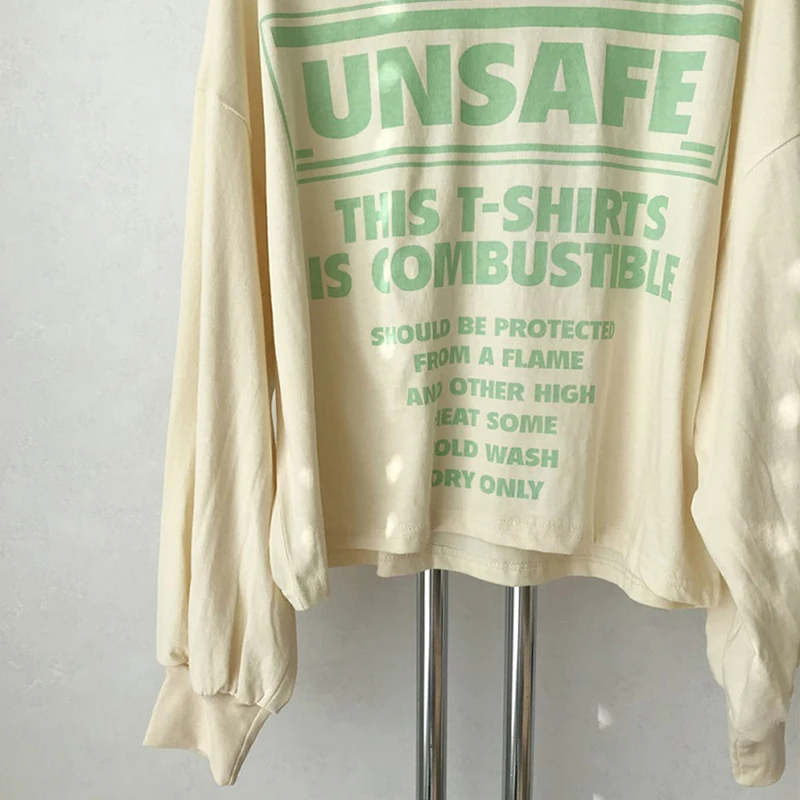 UNSAFE
THIS T-SHIRTS
IS COMBUSTIBLE
SHOULD BE PROTECTED
FROM A FLAME
AND OTHER HIGH
HEAT SOME
COLD WASH
DRY ONLY